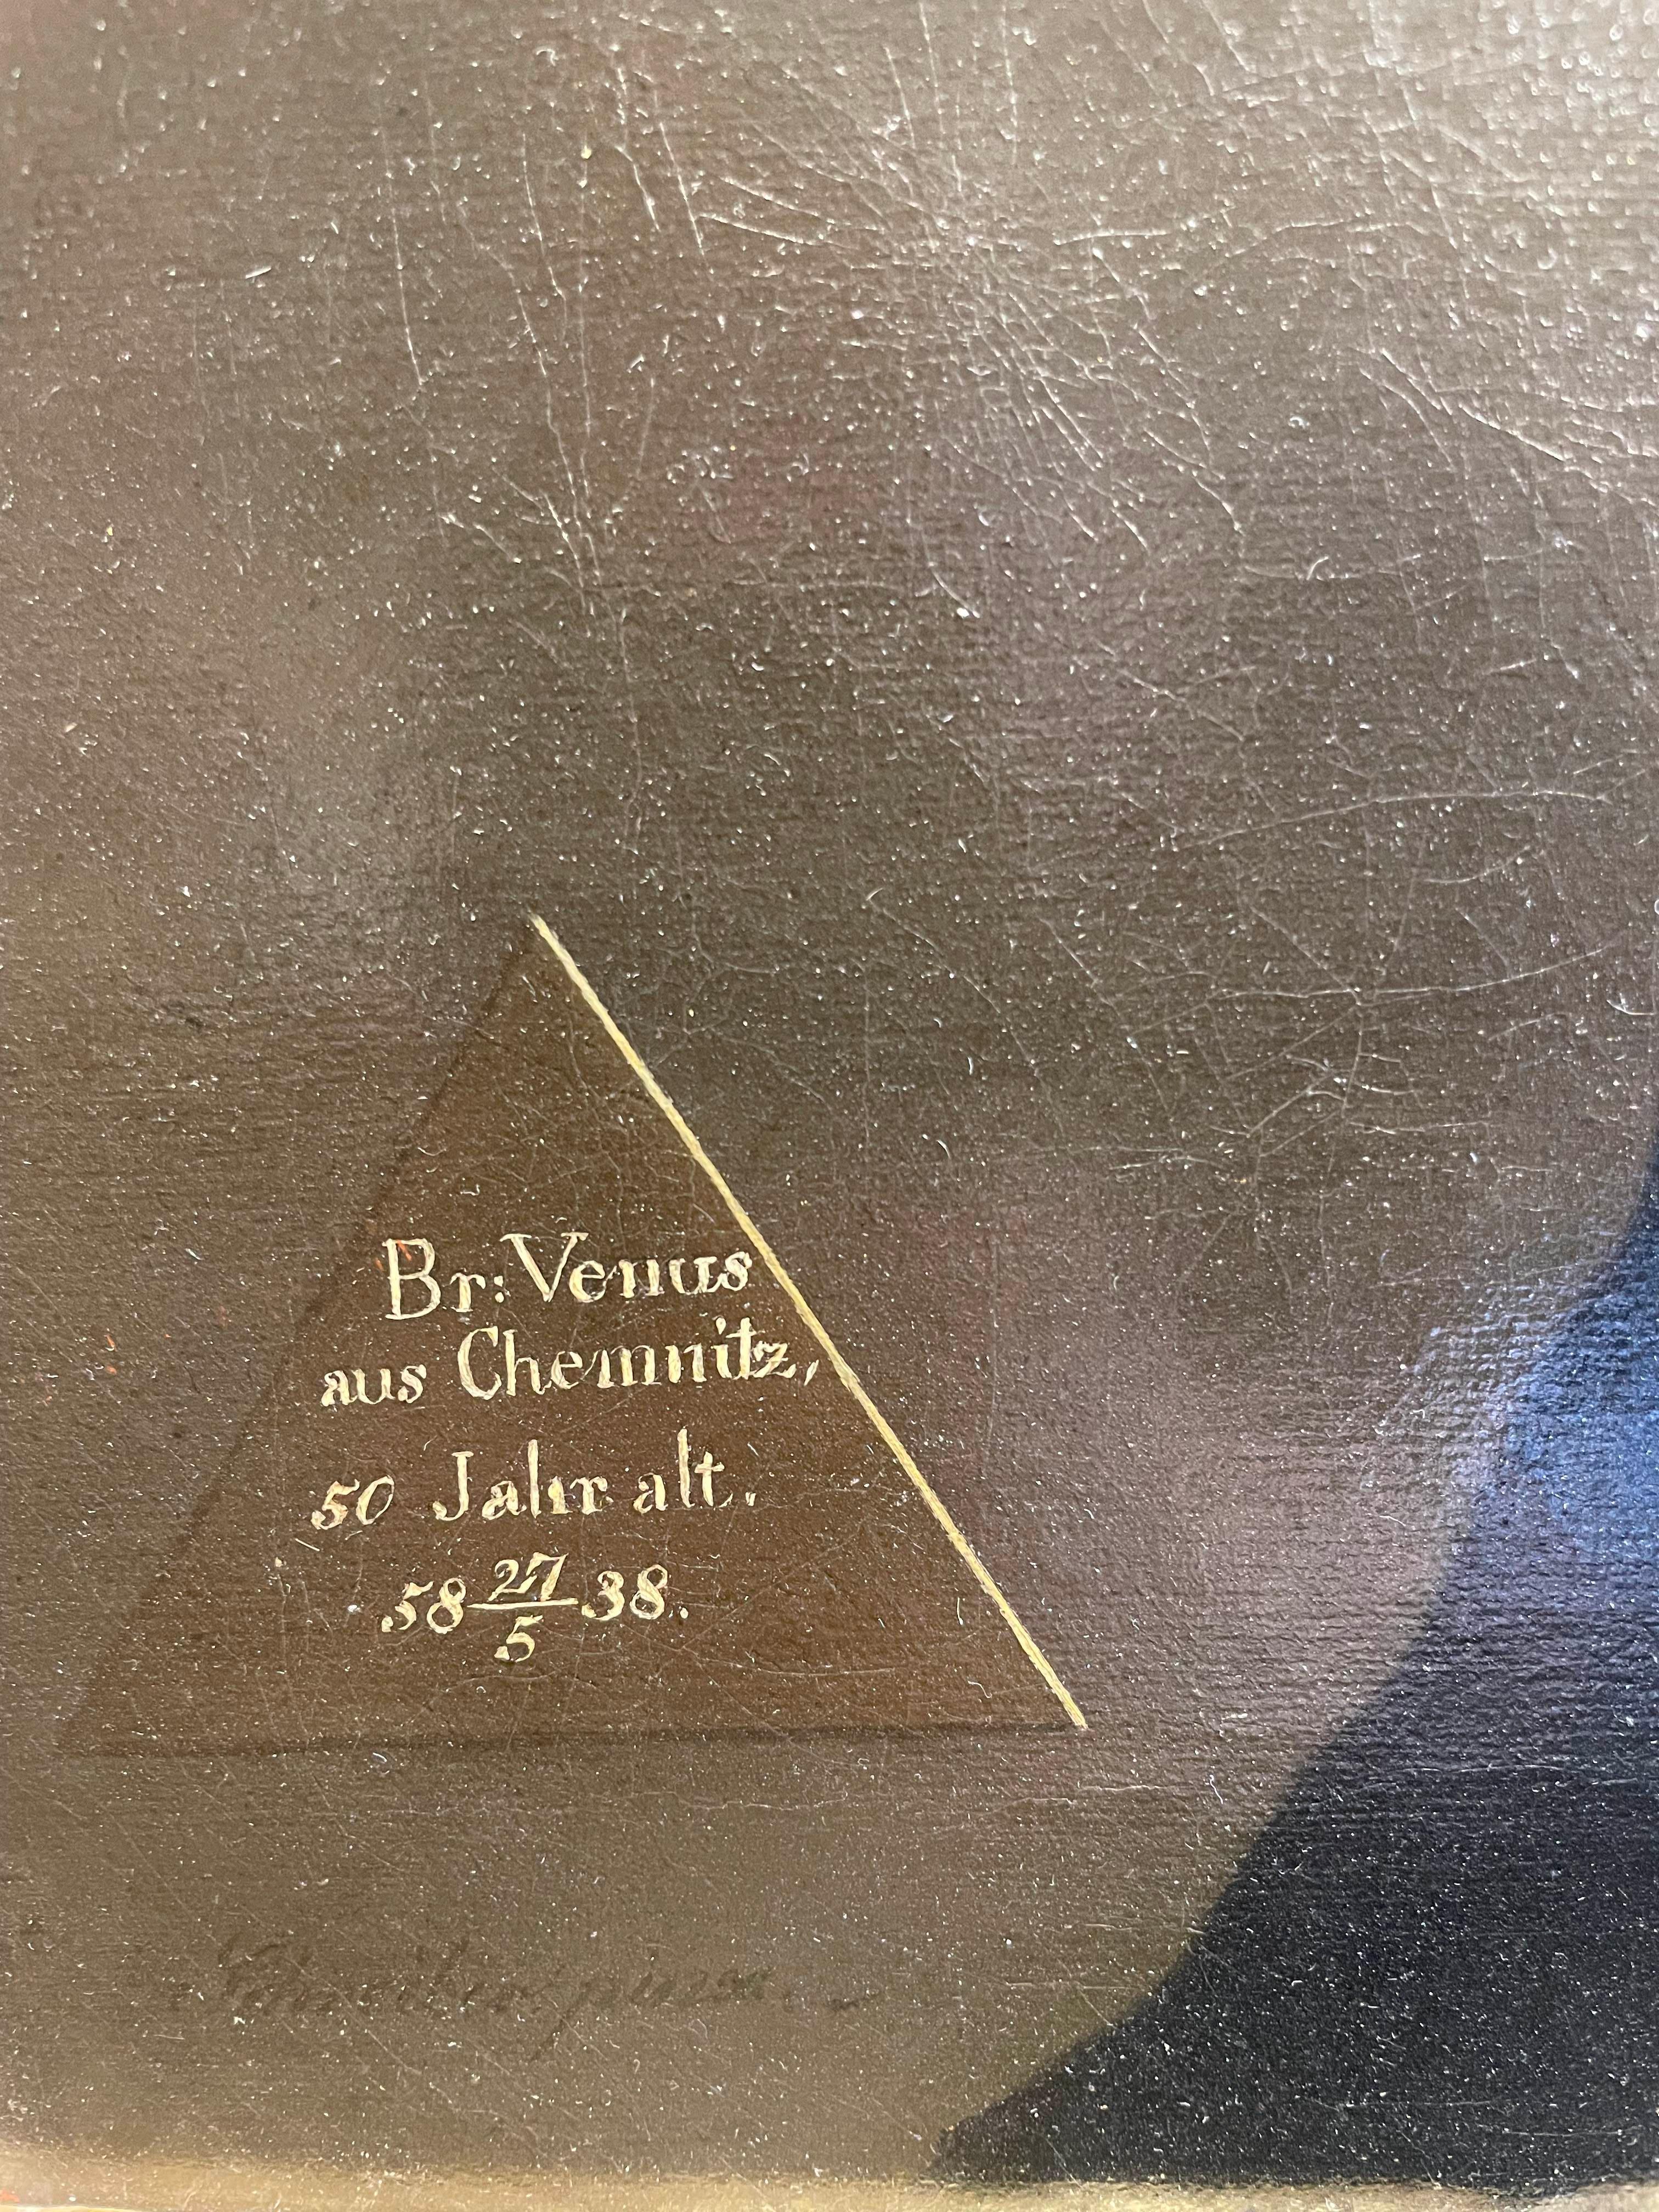 Br: Venus
aus Chemnitz,
50 Jahr alt.
58 27/5 38.